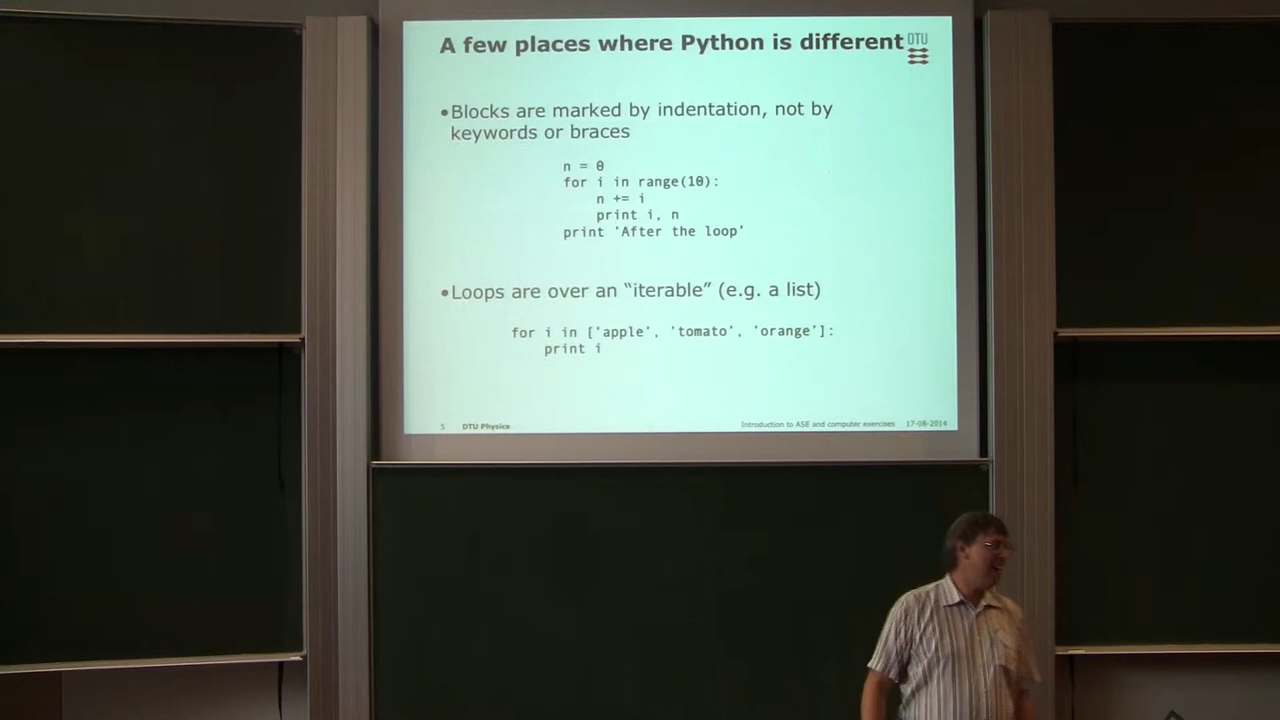 A few places where Python is different
DTU
•Blocks are marked by indentation, not by
keywords or braces
n = 0
for i in range(10):
n += i
print i, n
print 'After the loop'
•Loops are over an “iterable” (e.g. a list)
for i in ['apple', 'tomato', 'orange']:
print i
5 DTU Physics Introduction to ASE and computer exercises 17-08-2014